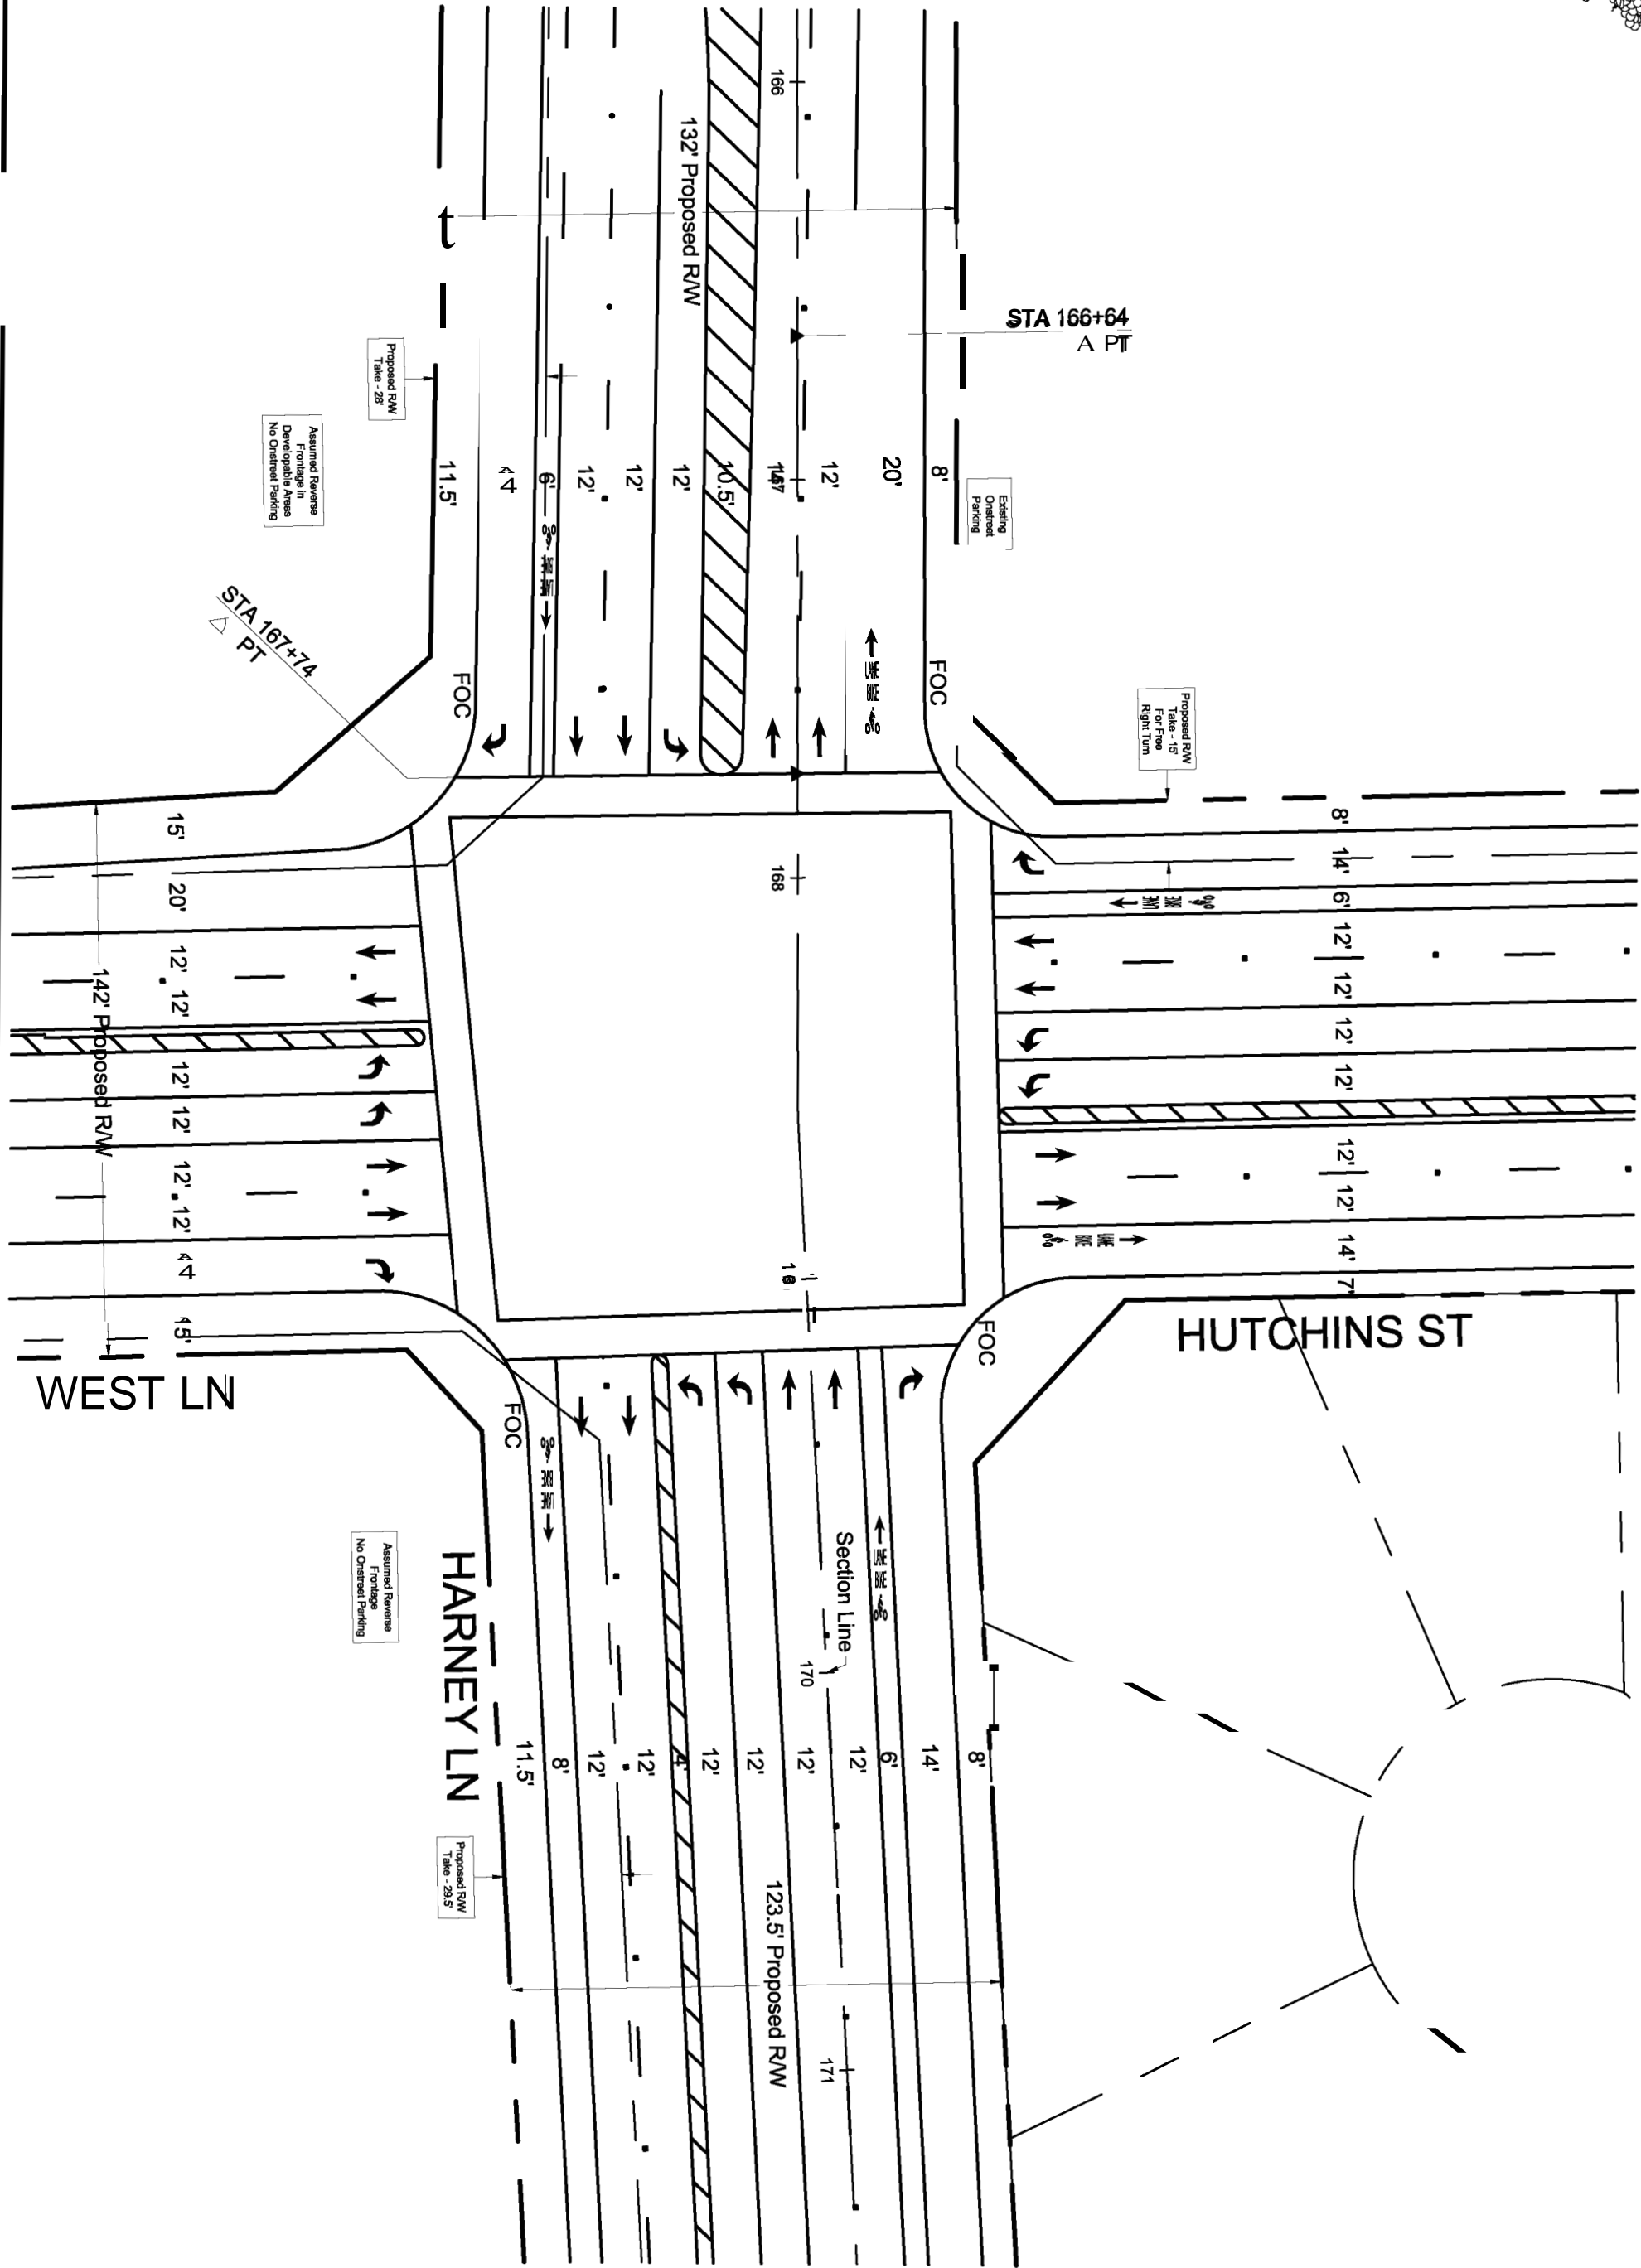 166
132' Proposed R/W
STA 166+64
A PT
Proposed R/W
Take - 28'
Assumed Reverse
Frontage in
Developable Areas
No Onstreet Parking
11.5'
6'
12'
12'
12'
10.5'
12'
20'
8'
Existing
Onstreet
Parking
STA 167+74
PT
FOC
FOC
Proposed R/W
Take - 15'
For Free
Right Turn
15'
20'
12'
12'
12'
12'
12'
12'
15'
142' Proposed R/W
168
8'
14'
6'
12'
12'
12'
12'
12'
12'
14'
7'
BIKE
LANE
LANE
BIKE
HUTCHINS ST
WEST LN
FOC
FOC
Assumed Reverse
Frontage
No Onstreet Parking
HARNEY LN
Section Line
170
11.5'
8'
12'
12'
4'
12'
12'
12'
12'
6'
14'
8'
Proposed R/W
Take - 29.5'
123.5' Proposed R/W
171